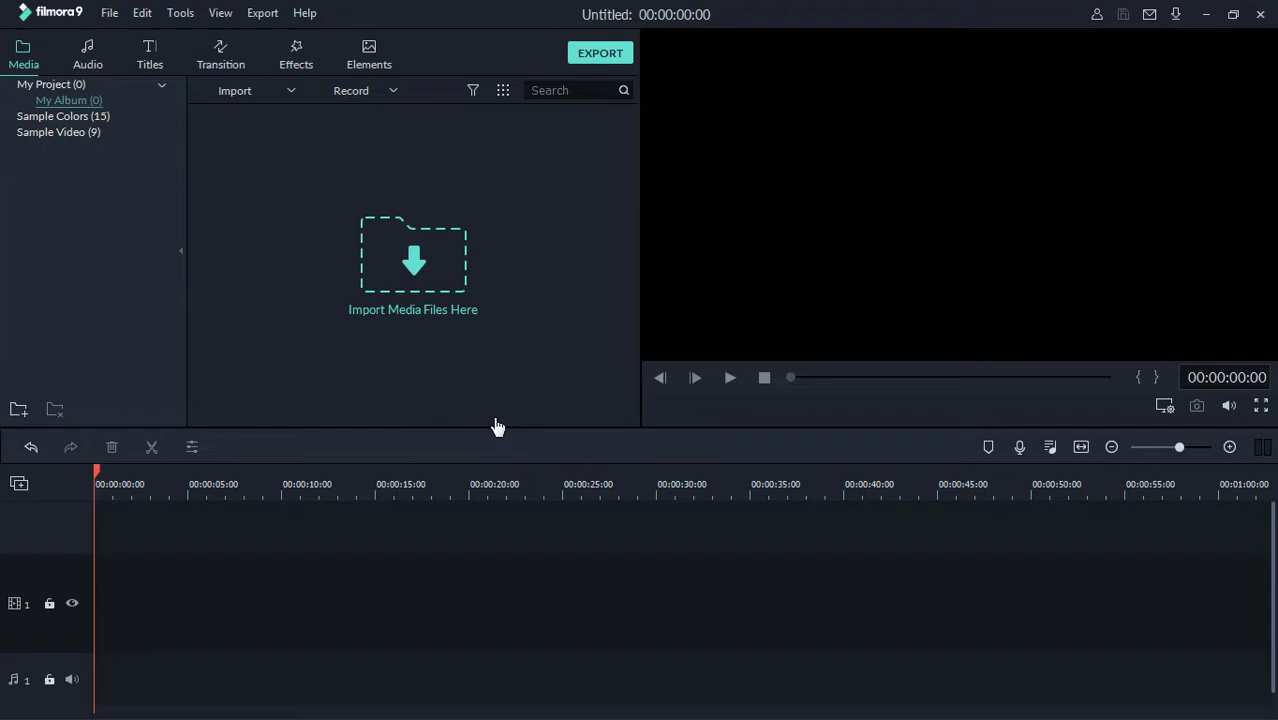 filmora9
File Edit Tools View Export Help
Untitled: 00:00:00:00
Media Audio Titles Transition Effects Elements
EXPORT
My Project (0)
My Album (0)
Sample Colors (15)
Sample Video (9)
Import Record Search
Import Media Files Here
00:00:00:00
00:00:00:00 00:00:05:00 00:00:10:00 00:00:15:00 00:00:20:00 00:00:25:00 00:00:30:00 00:00:35:00 00:00:40:00 00:00:45:00 00:00:50:00 00:00:55:00 00:01:00:00
1
1